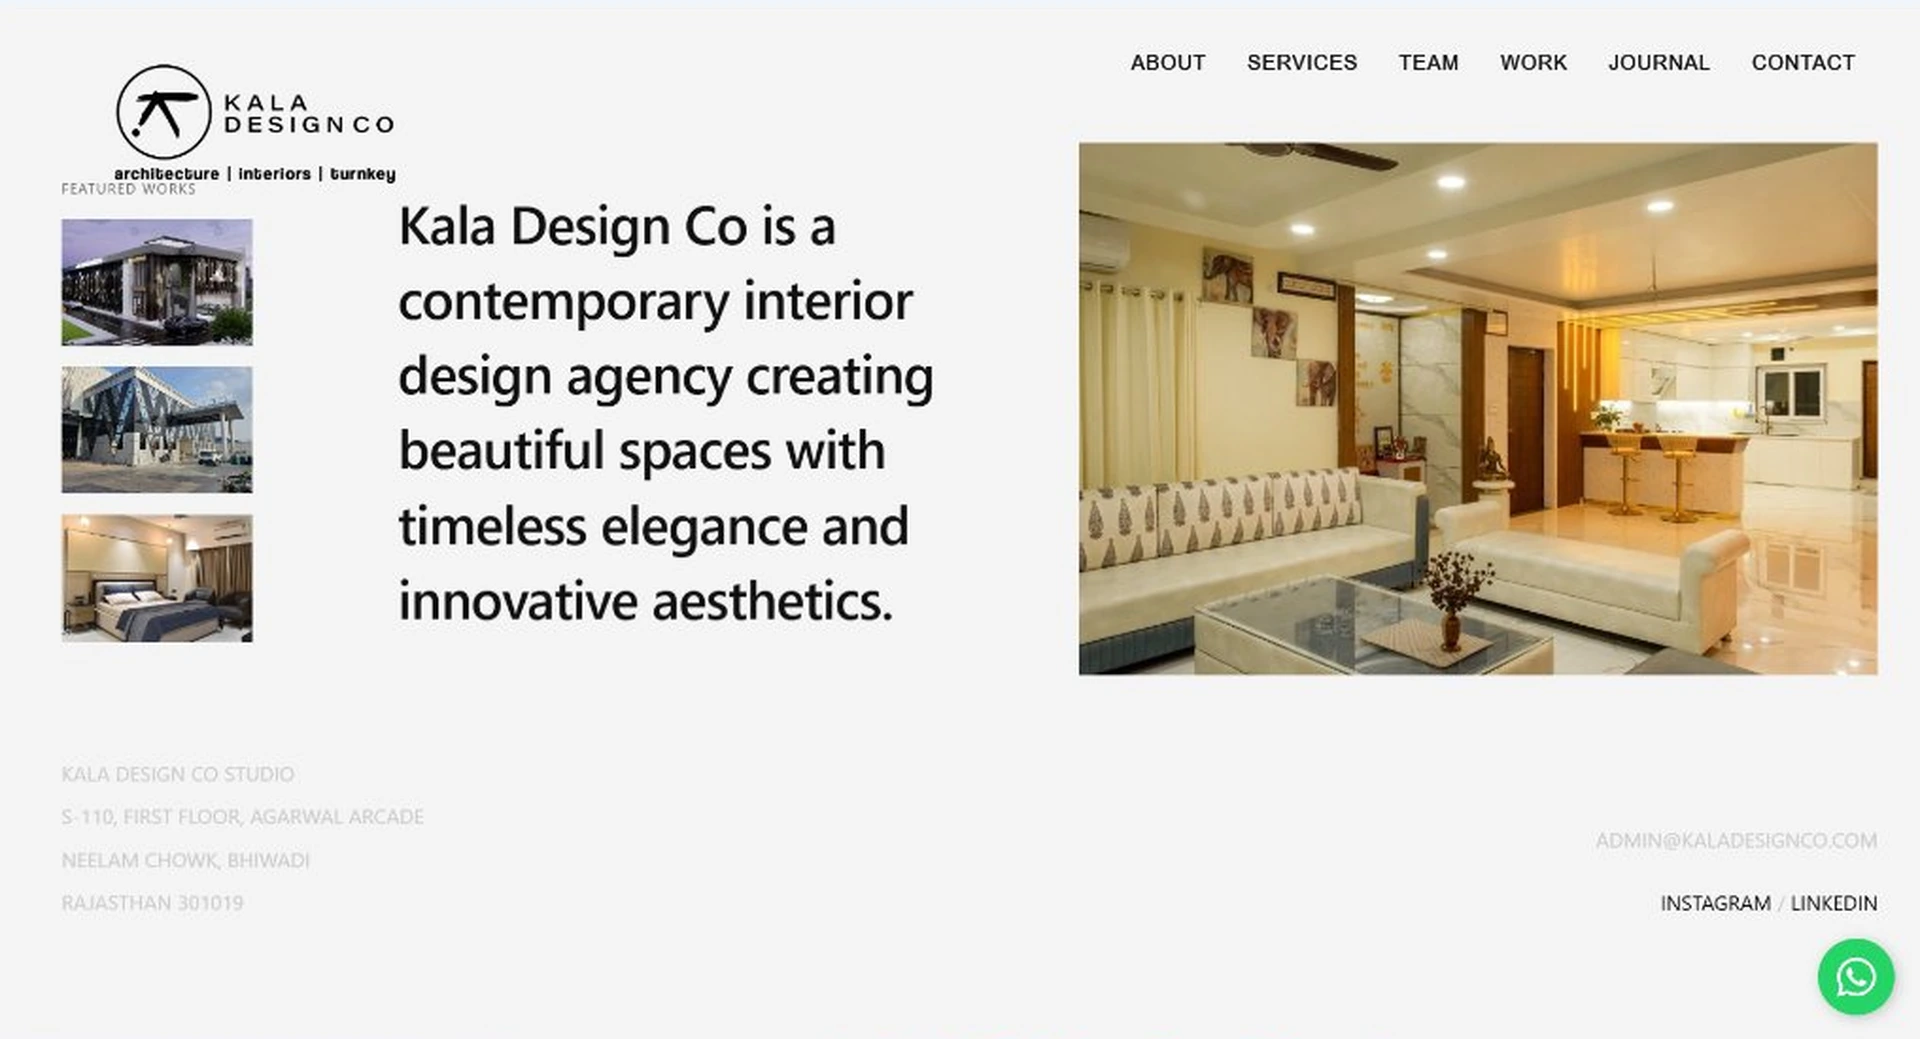 ABOUT SERVICES TEAM WORK JOURNAL CONTACT
KALA
DESIGN CO
architecture | interiors | turnkey
FEATURED WORKS
Kala Design Co is a
contemporary interior
design agency creating
beautiful spaces with
timeless elegance and
innovative aesthetics.
KALA DESIGN CO STUDIO
S-110, FIRST FLOOR, AGARWAL ARCADE
NEELAM CHOWK, BHIWADI
RAJASTHAN 301019
ADMIN@KALADESIGNCO.COM
INSTAGRAM / LINKEDIN